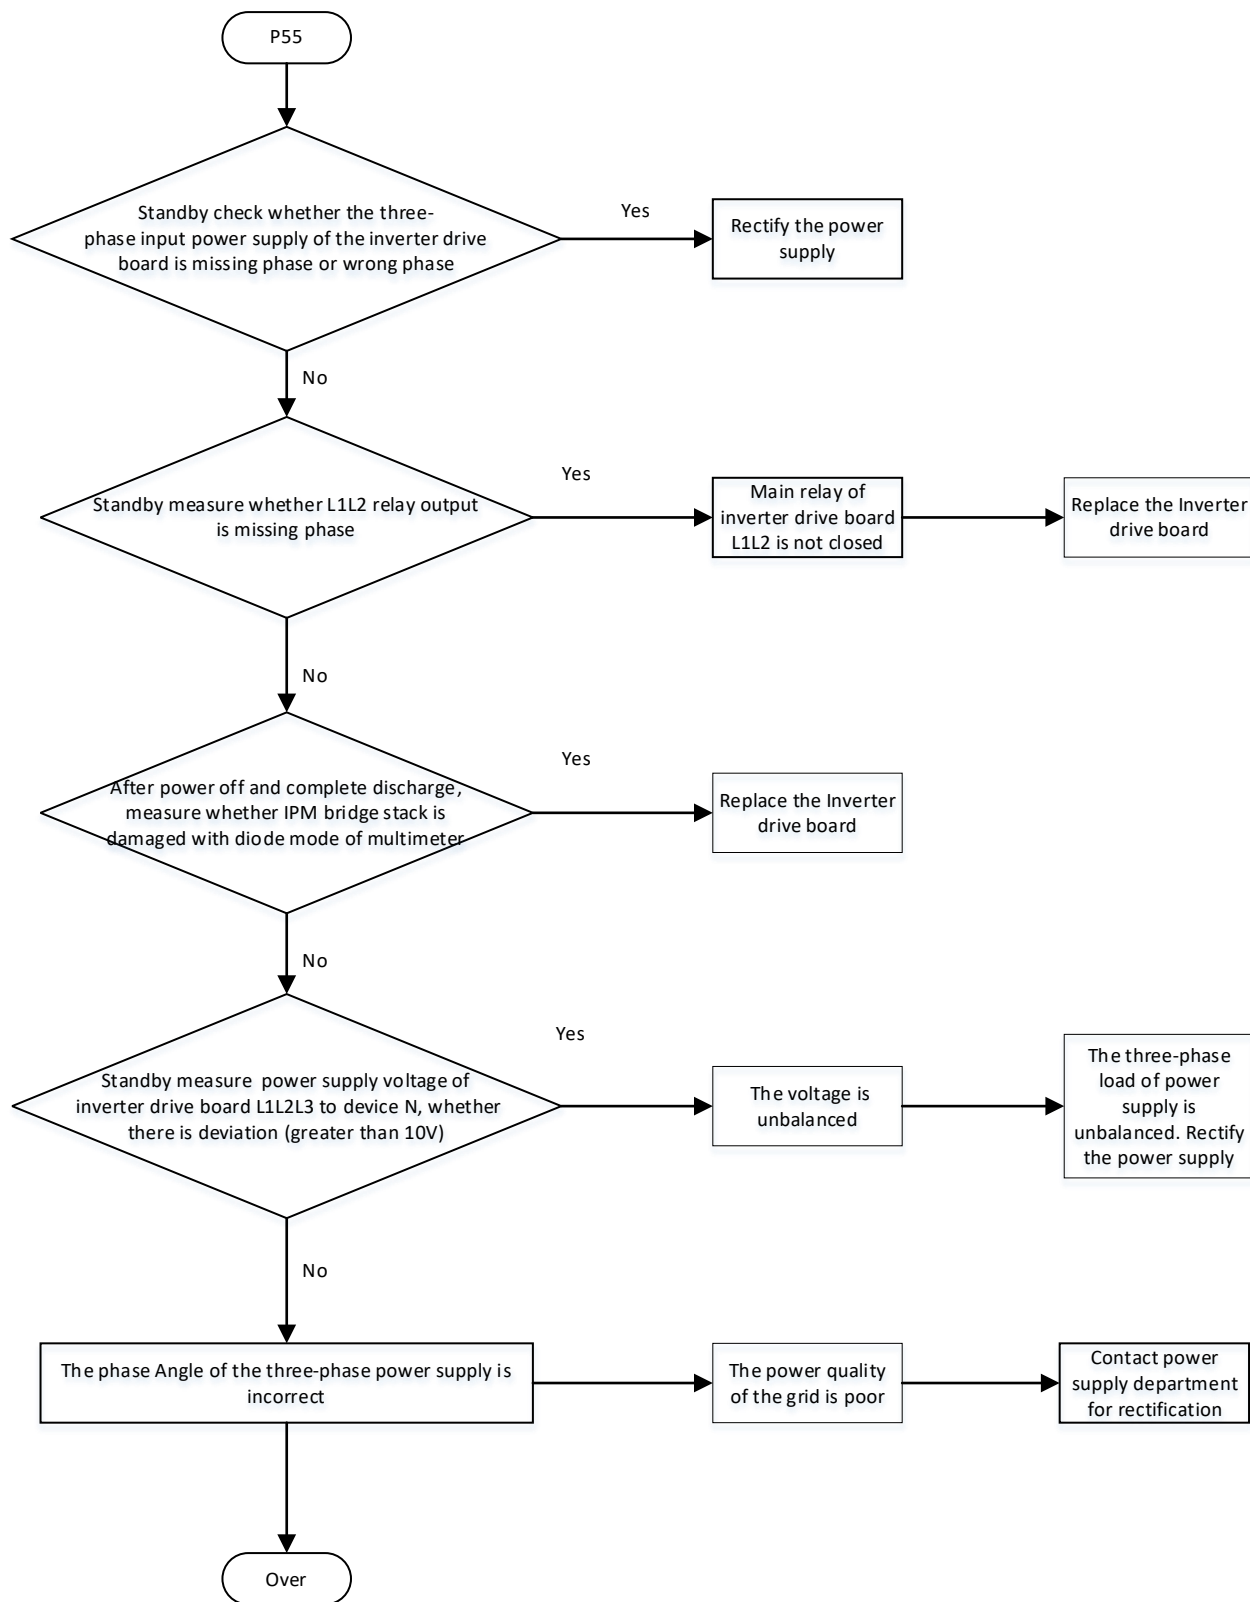 P55
Standby check whether the three-
phase input power supply of the inverter drive
board is missing phase or wrong phase
Yes
Rectify the power
supply
No
Standby measure whether L1L2 relay output
is missing phase
Yes
Main relay of
inverter drive board
L1L2 is not closed
Replace the Inverter
drive board
No
After power off and complete discharge,
measure whether IPM bridge stack is
damaged with diode mode of multimeter
Yes
Replace the Inverter
drive board
No
Standby measure power supply voltage of
inverter drive board L1L2L3 to device N, whether
there is deviation (greater than 10V)
Yes
The voltage is
unbalanced
The three-phase
load of power
supply is
unbalanced. Rectify
the power supply
No
The phase Angle of the three-phase power supply is
incorrect
The power quality
of the grid is poor
Contact power
supply department
for rectification
Over